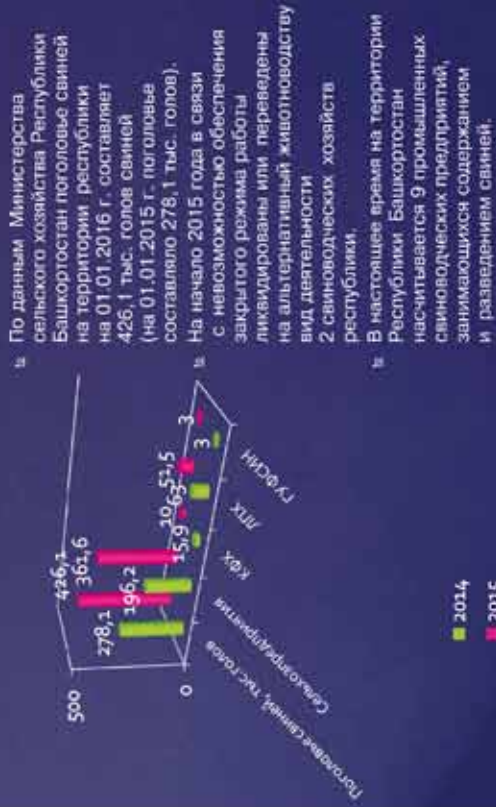 По данным Министерства
сельского хозяйства Республики
Башкортостан поголовье свиней
на территории республики
на 01.01.2016 г. составляет
426,1 тыс. голов свиней
(на 01.01.2015 г. поголовье
составляло 278,1 тыс. голов).
На начало 2015 года в связи
с невозможностью обеспечения
закрытого режима работы
ликвидированы или переведены
на альтернативный животноводству
вид деятельности
2 свиноводческих хозяйств
республики.
В настоящее время на территории
Республики Башкортостан
насчитывается 9 промышленных
свиноводческих предприятий,
занимающихся содержанием
и разведением свиней.
500
0
278,1
426,1
196,2
361,6
15,9
10
63
51,5
3
3
Поголовье свиней, тыс голов
Сельхозпредприятия
КФХ
ЛПХ
ГУФСИН
2014
2015